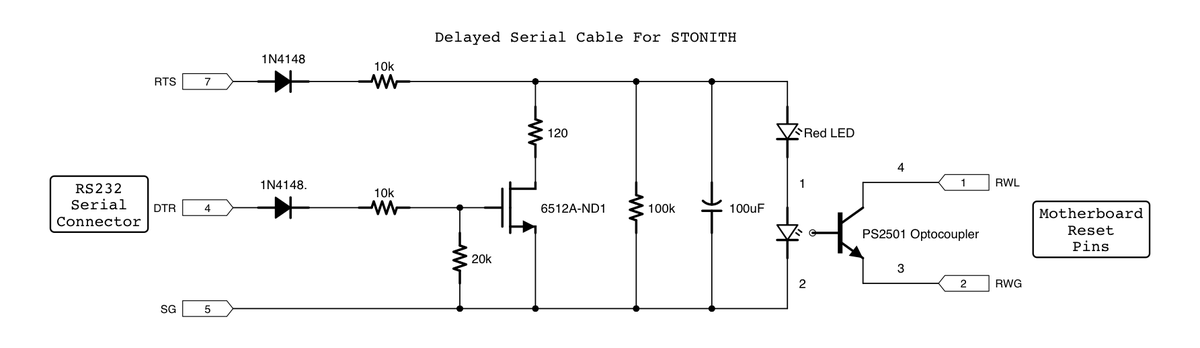 Delayed Serial Cable For STONITH
1N4148
10k
RTS
7
120
Red LED
RS232
Serial
Connector
DTR
4
1N4148.
10k
6512A-ND1
100k
100uF
1
4
1
RWL
PS2501 Optocoupler
Motherboard
Reset
Pins
20k
3
2
2
RWG
SG
5